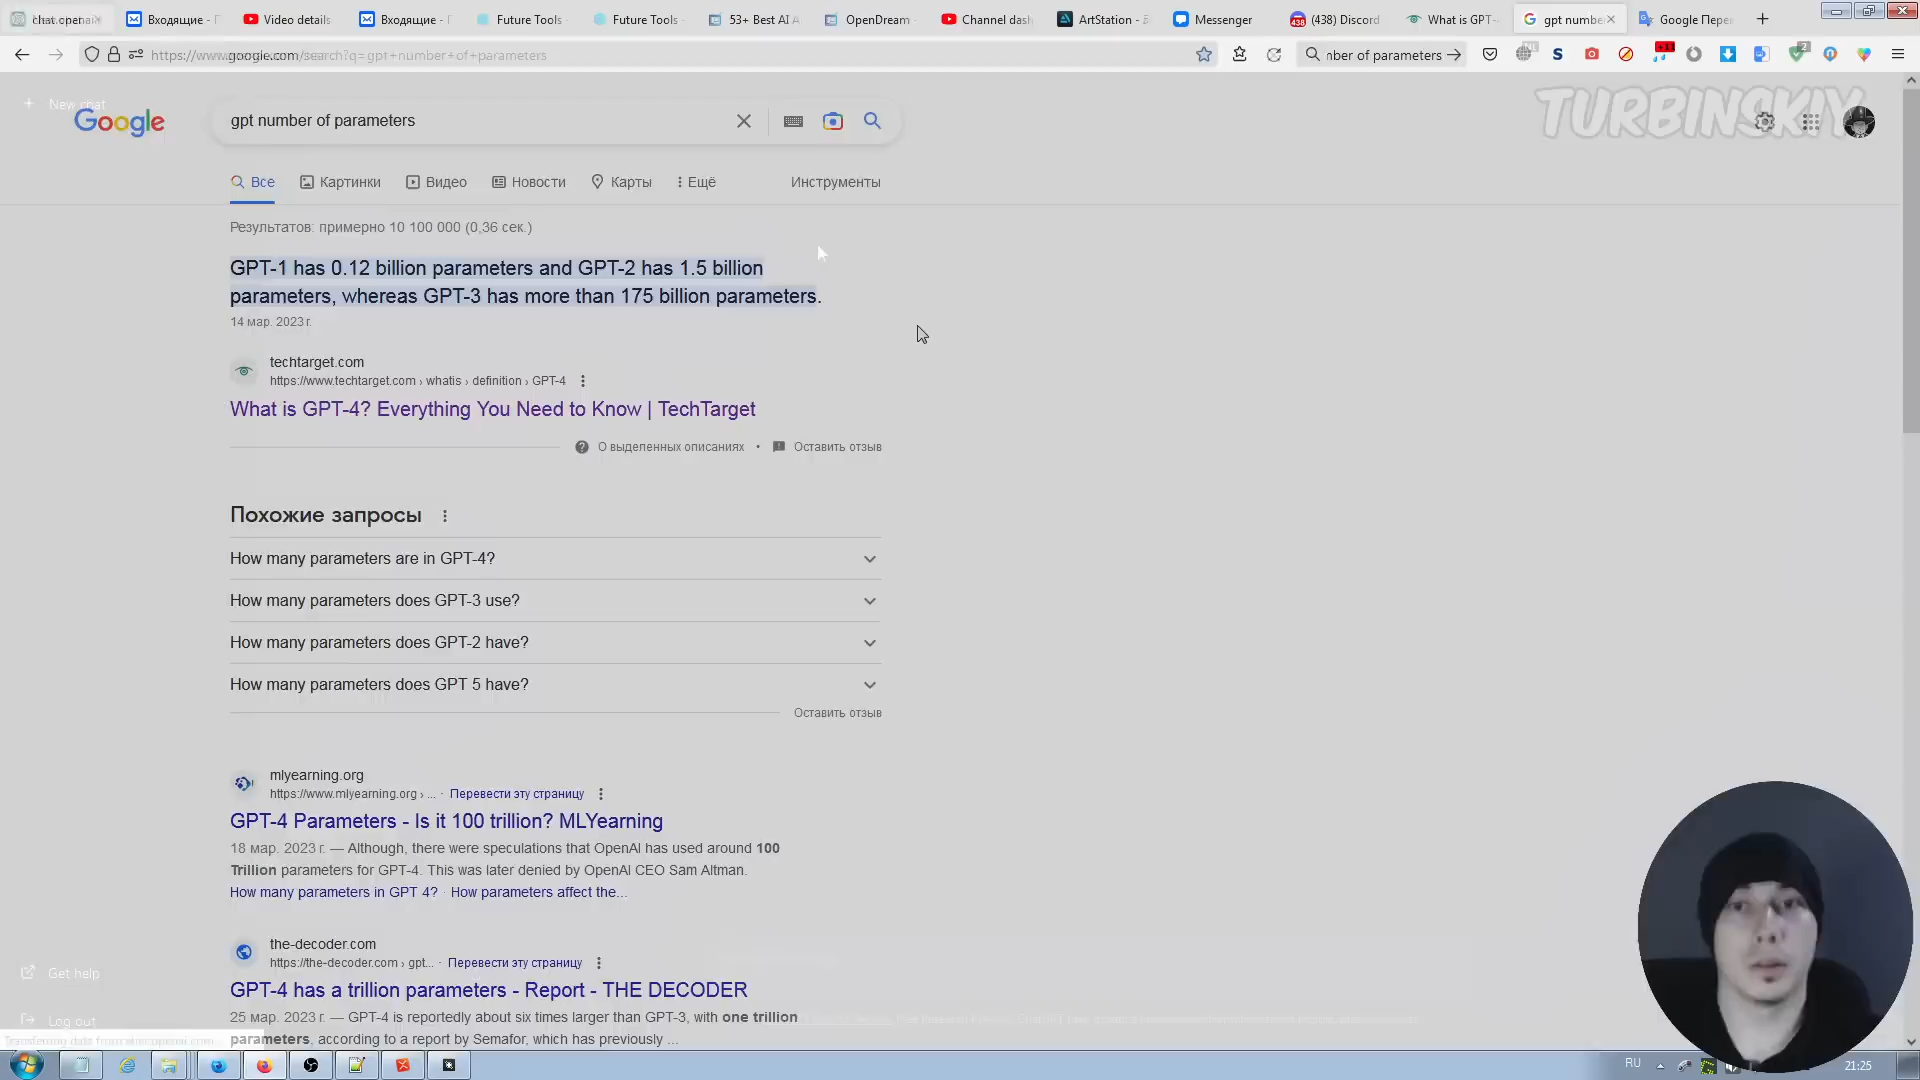 chat.openai
Входящие - Г
Video details
Входящие - Г
Future Tools -
Future Tools -
53+ Best AI A
OpenDream
Channel dash
ArtStation - 
Messenger
(438) Discord
What is GPT-
gpt numbe
Google Пере
https://www.google.com/search?q=gpt+number+of+parameters
nber of parameters
+11
2
New chat
Google
gpt number of parameters
TURBINSKIY
Все
Картинки
Видео
Новости
Карты
Ещё
Инструменты
Результатов: примерно 10 100 000 (0,36 сек.)
GPT-1 has 0.12 billion parameters and GPT-2 has 1.5 billion
parameters, whereas GPT-3 has more than 175 billion parameters.
14 мар. 2023 г.
techtarget.com
https://www.techtarget.com › whatis › definition › GPT-4
What is GPT-4? Everything You Need to Know | TechTarget
О выделенных описаниях • Оставить отзыв
Похожие запросы
How many parameters are in GPT-4?
How many parameters does GPT-3 use?
How many parameters does GPT-2 have?
How many parameters does GPT 5 have?
Оставить отзыв
mlyearning.org
https://www.mlyearning.org › ... · Перевести эту страницу
GPT-4 Parameters - Is it 100 trillion? MLYearning
18 мар. 2023 г. — Although, there were speculations that OpenAI has used around 100
Trillion parameters for GPT-4. This was later denied by OpenAI CEO Sam Altman.
How many parameters in GPT 4? · How parameters affect the...
the-decoder.com
https://the-decoder.com › gpt... · Перевести эту страницу
GPT-4 has a trillion parameters - Report - THE DECODER
25 мар. 2023 г. — GPT-4 is reportedly about six times larger than GPT-3, with one trillion
parameters, according to a report by Semafor, which has previously ...
Get help
Log out
RU
21:25